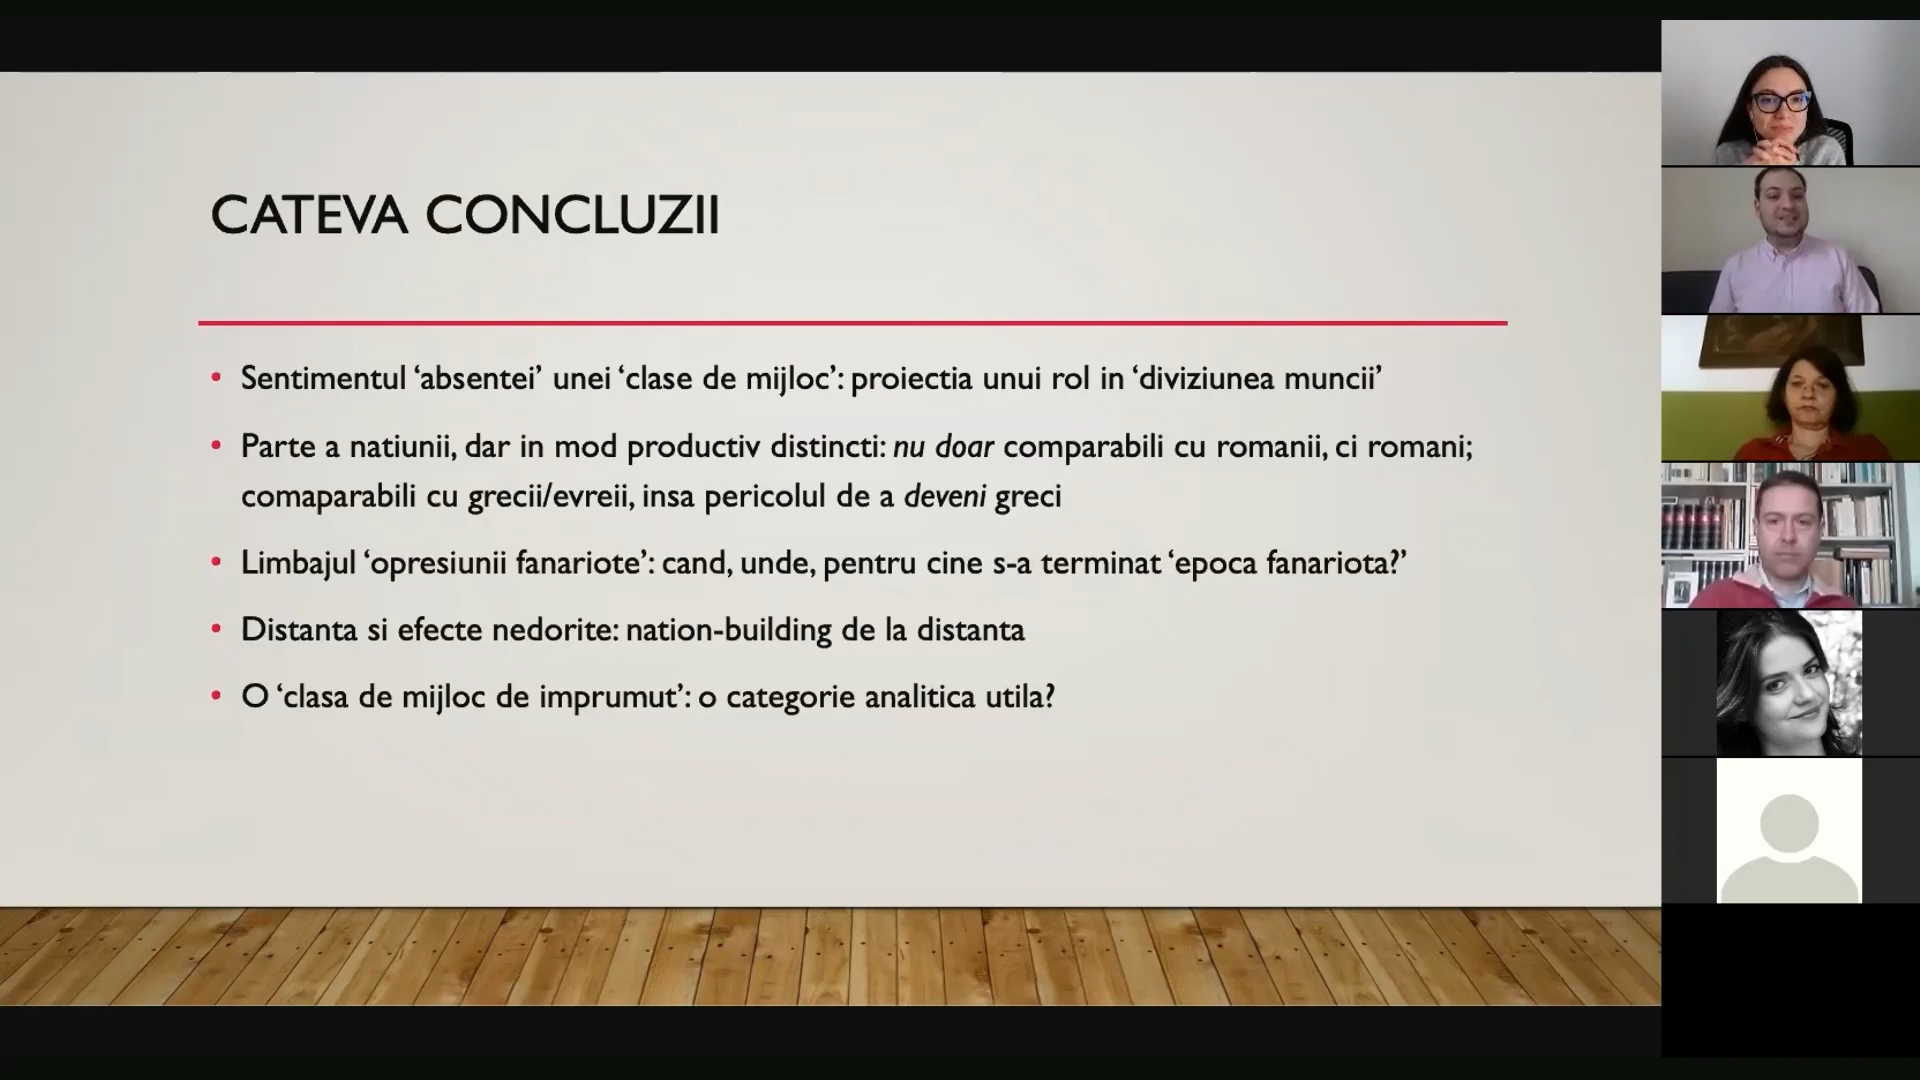 CATEVA CONCLUZII
• Sentimentul ‘absentei’ unei ‘clase de mijloc’: proiectia unui rol in ‘diviziunea muncii’
• Parte a natiunii, dar in mod productiv distincti: nu doar comparabili cu romanii, ci romani;
comaparabili cu grecii/evreii, insa pericolul de a deveni greci
• Limbajul ‘opresiunii fanariote’: cand, unde, pentru cine s-a terminat ‘epoca fanariota?’
• Distanta si efecte nedorite: nation-building de la distanta
• O ‘clasa de mijloc de imprumut’: o categorie analitica utila?